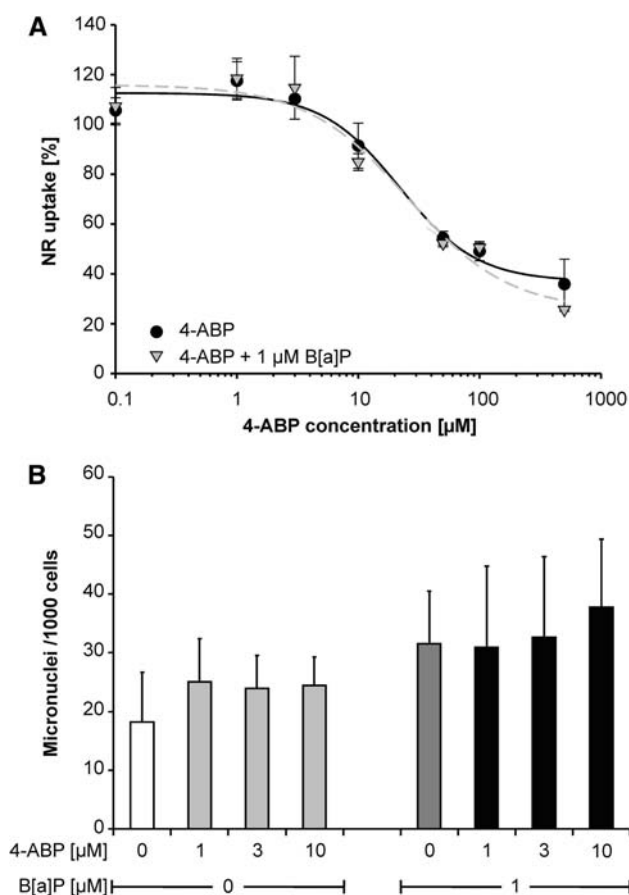 A
140
120
100
80
60
40
20
0
NR uptake [%]
4-ABP
4-ABP + 1 µM B[a]P
0.1 1 10 100 1000
4-ABP concentration [µM]
B
60
50
40
30
20
10
0
Micronuclei /1000 cells
4-ABP [µM] 0 1 3 10 0 1 3 10
B[a]P [µM] 0 1